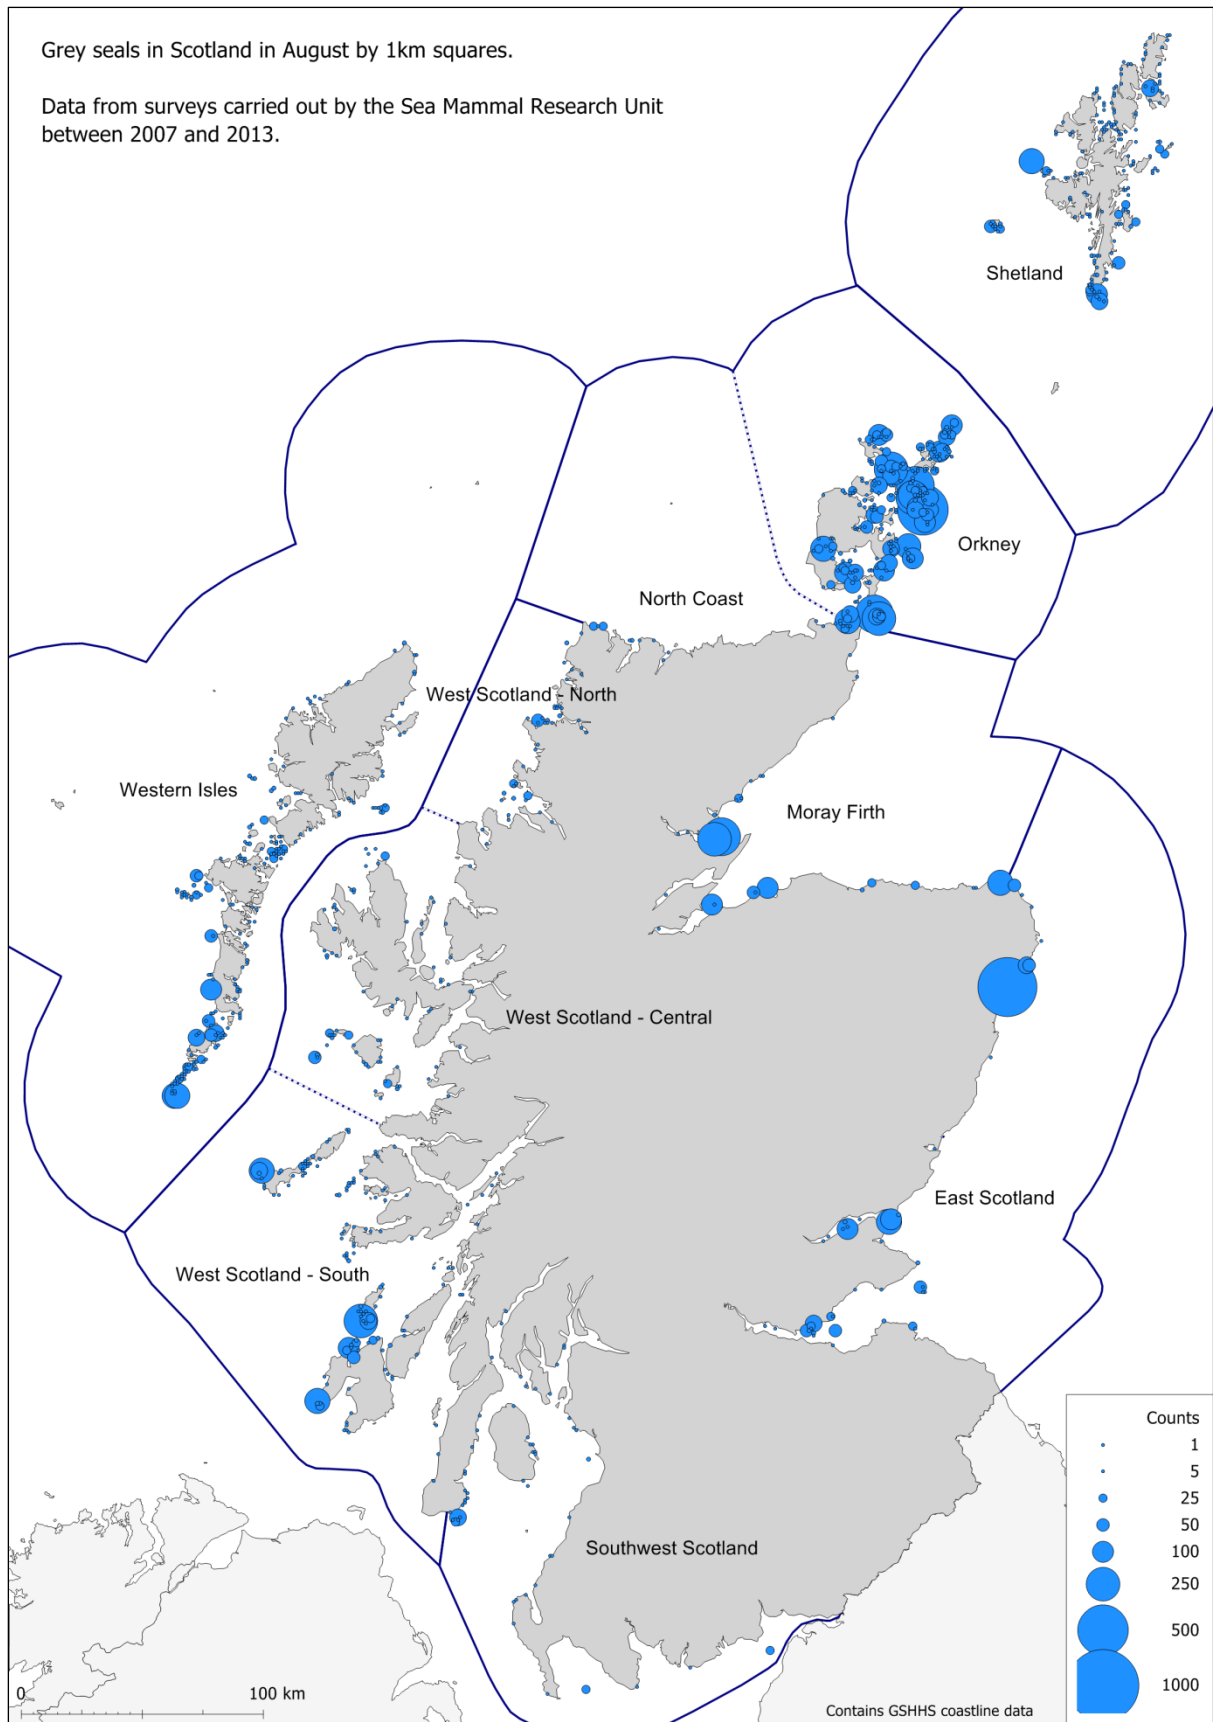 Grey seals in Scotland in August by 1km squares.
Data from surveys carried out by the Sea Mammal Research Unit
between 2007 and 2013.
Shetland
Orkney
North Coast
West Scotland - North
Western Isles
Moray Firth
West Scotland - Central
East Scotland
West Scotland - South
Southwest Scotland
Counts
1
5
25
50
100
250
500
1000
0 100 km
Contains GSHHS coastline data